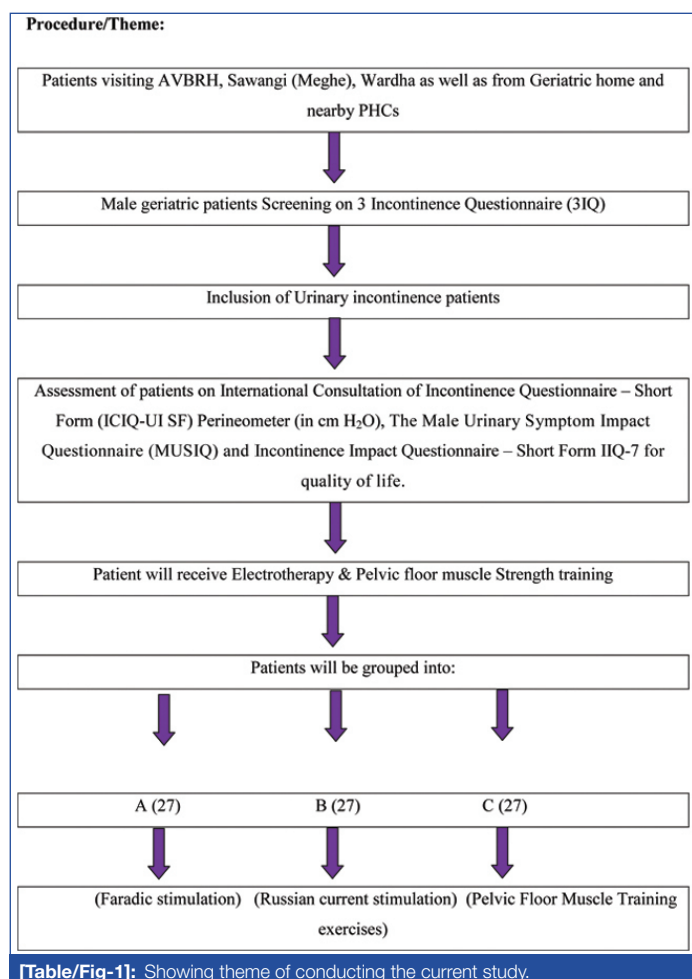 Procedure/Theme:
Patients visiting AVBRH, Sawangi (Meghe), Wardha as well as from Geriatric home and
nearby PHCs
Male geriatric patients Screening on 3 Incontinence Questionnaire (3IQ)
Inclusion of Urinary incontinence patients
Assessment of patients on International Consultation of Incontinence Questionnaire – Short
Form (ICIQ-UI SF) Perineometer (in cm H₂O), The Male Urinary Symptom Impact
Questionnaire (MUSIQ) and Incontinence Impact Questionnaire – Short Form IIQ-7 for
quality of life.
Patient will receive Electrotherapy & Pelvic floor muscle Strength training
Patients will be grouped into:
A (27) B (27) C (27)
(Faradic stimulation) (Russian current stimulation) (Pelvic Floor Muscle Training
exercises)
[Table/Fig-1]: Showing theme of conducting the current study.